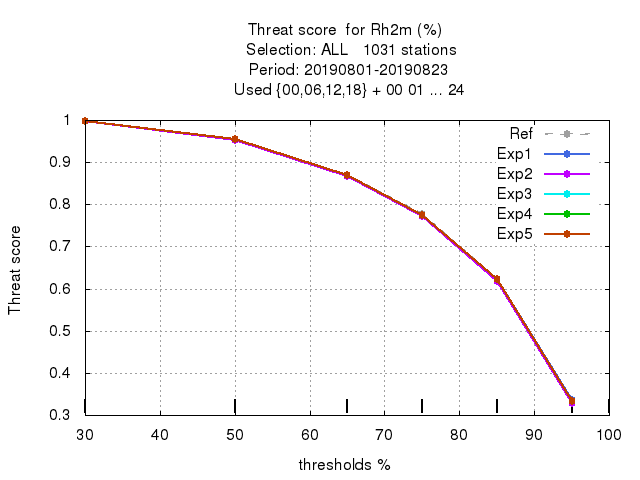 Threat score for Rh2m (%)
Selection: ALL 1031 stations
Period: 20190801-20190823
Used {00,06,12,18} + 00 01 ... 24
Ref
Exp1
Exp2
Exp3
Exp4
Exp5
1
0.9
0.8
0.7
0.6
0.5
0.4
0.3
Threat score
30 40 50 60 70 80 90 100
thresholds %